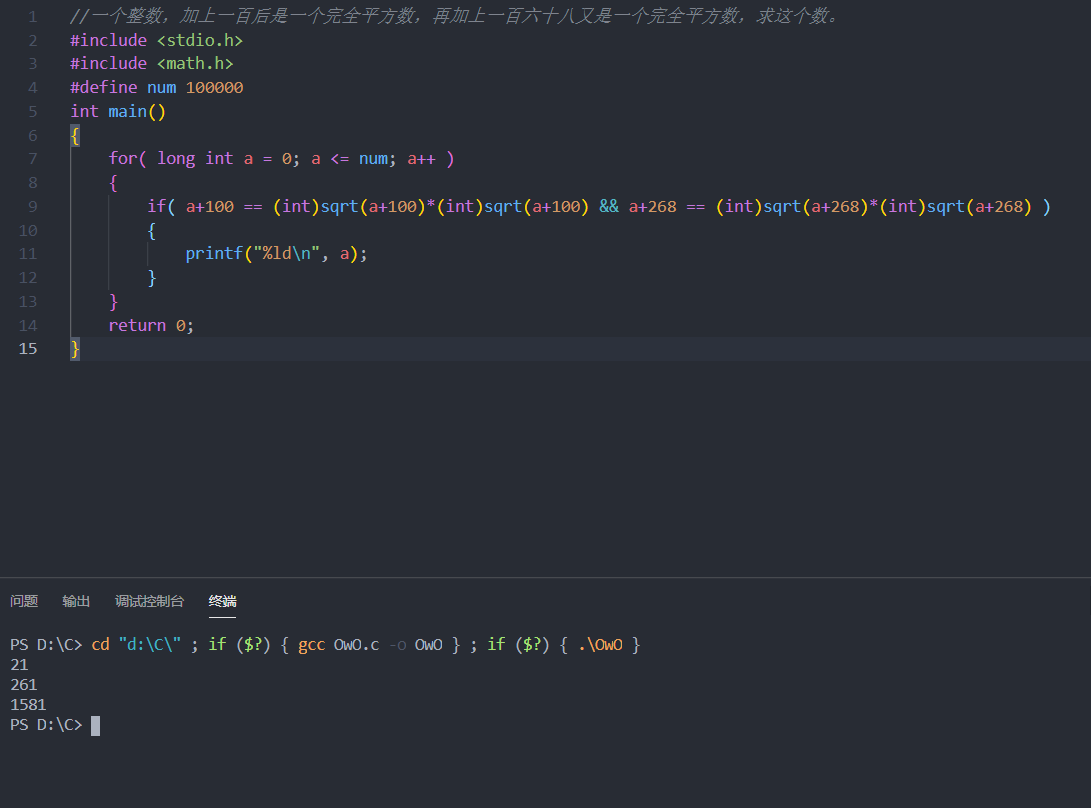 1 //一个整数，加上一百后是一个完全平方数，再加上一百六十八又是一个完全平方数，求这个数。
2 #include <stdio.h>
3 #include <math.h>
4 #define num 100000
5 int main()
6 {
7 for( long int a = 0; a <= num; a++ )
8 {
9 if( a+100 == (int)sqrt(a+100)*(int)sqrt(a+100) && a+268 == (int)sqrt(a+268)*(int)sqrt(a+268) )
10 {
11 printf("%ld\n", a);
12 }
13 }
14 return 0;
15 }
问题 输出 调试控制台 终端
PS D:\C> cd "d:\C\" ; if ($?) { gcc OwO.c -o OwO } ; if ($?) { .\OwO }
21
261
1581
PS D:\C>